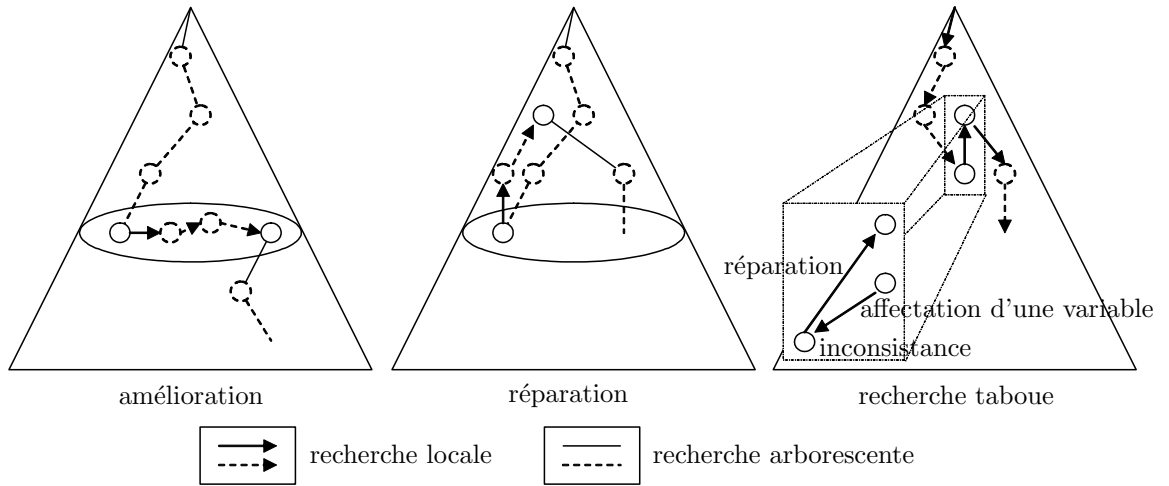 réparation
affectation d'une variable
inconsistance
amélioration
réparation
recherche taboue
recherche locale
recherche arborescente